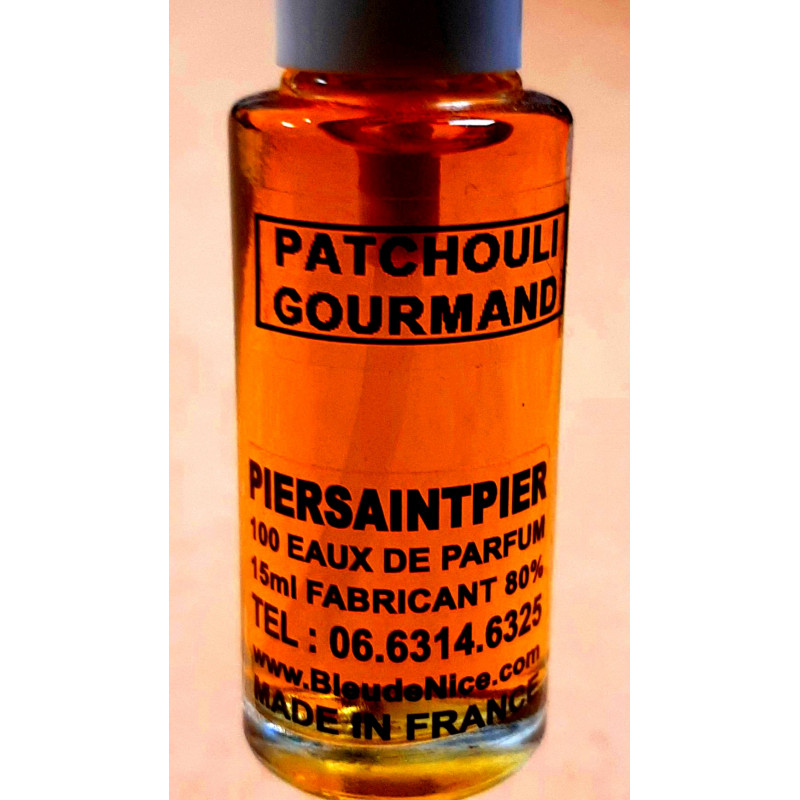 PATCHOULI
GOURMAND
PIERSAINTPIER
100 EAUX DE PARFUM
15ml FABRICANT 80%
TEL : 06.6314.6325
www.BleudeNice.com
MADE IN FRANCE